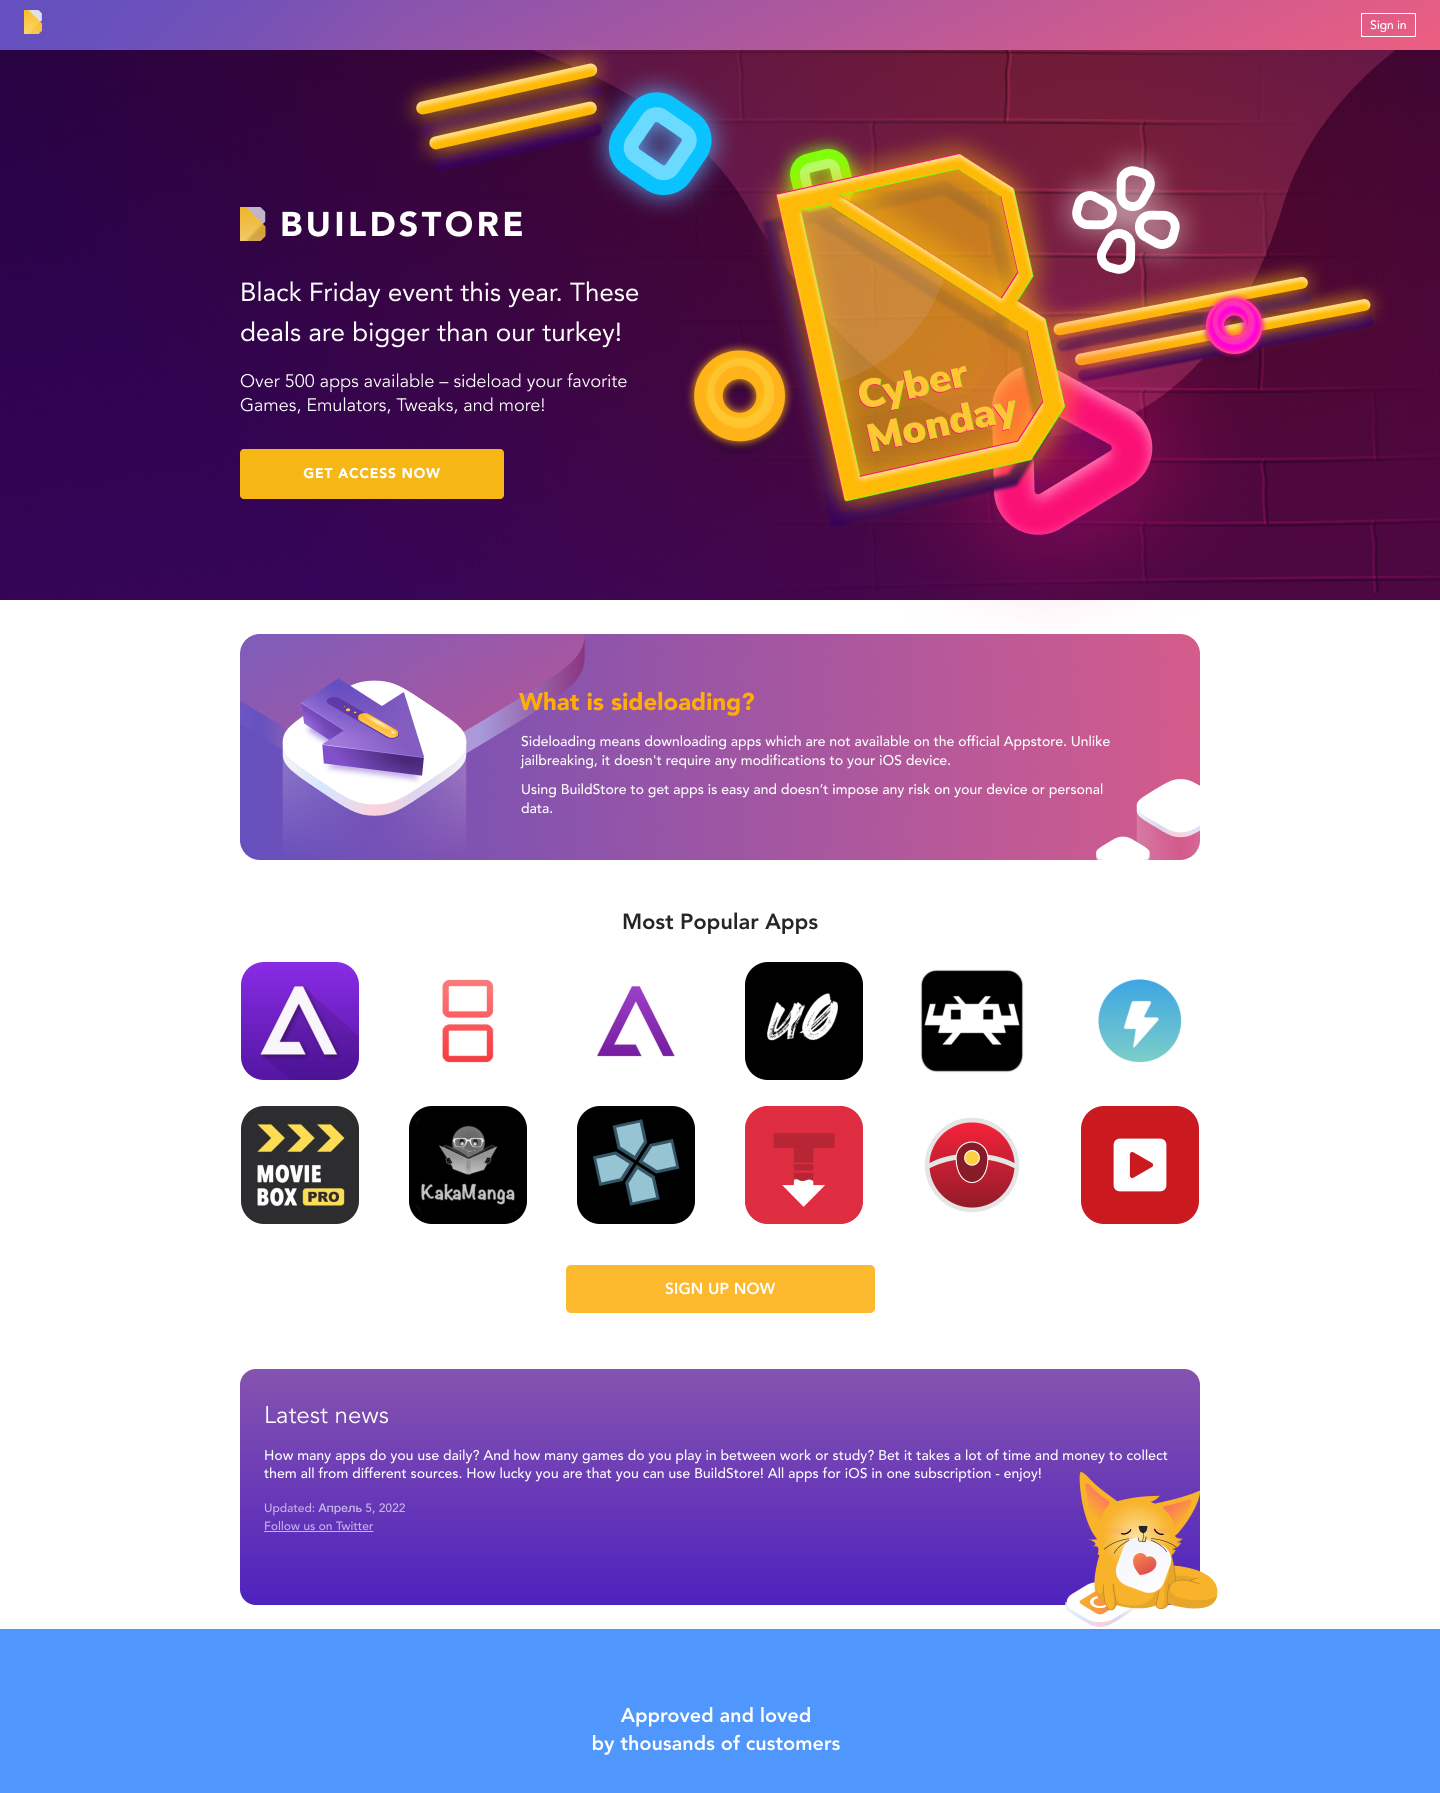 Sign in
BUILDSTORE
Black Friday event this year. These
deals are bigger than our turkey!
Over 500 apps available – sideload your favorite
Games, Emulators, Tweaks, and more!
GET ACCESS NOW
Cyber
Monday
What is sideloading?
Sideloading means downloading apps which are not available on the official Appstore. Unlike
jailbreaking, it doesn't require any modifications to your iOS device.
Using BuildStore to get apps is easy and doesn’t impose any risk on your device or personal
data.
Most Popular Apps
uO
MOVIE
BOX PRO
KakaManga
SIGN UP NOW
Latest news
How many apps do you use daily? And how many games do you play in between work or study? Bet it takes a lot of time and money to collect
them all from different sources. How lucky you are that you can use BuildStore! All apps for iOS in one subscription - enjoy!
Updated: Апрель 5, 2022
Follow us on Twitter
Approved and loved
by thousands of customers